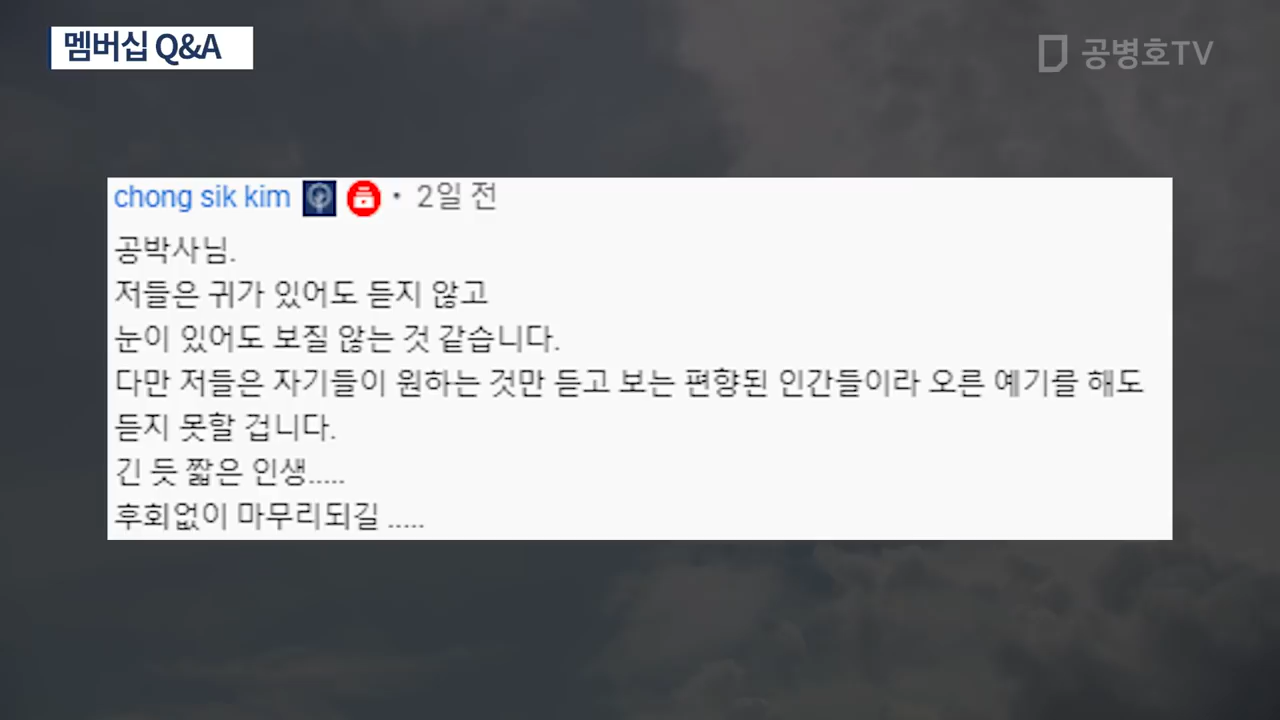 멤버십 Q&A
공병호TV
chong sik kim • 2일 전
공박사님.
저들은 귀가 있어도 듣지 않고
눈이 있어도 보질 않는 것 같습니다.
다만 저들은 자기들이 원하는 것만 듣고 보는 편향된 인간들이라 오른 예기를 해도
듣지 못할 겁니다.
긴 듯 짧은 인생.....
후회없이 마무리되길 .....